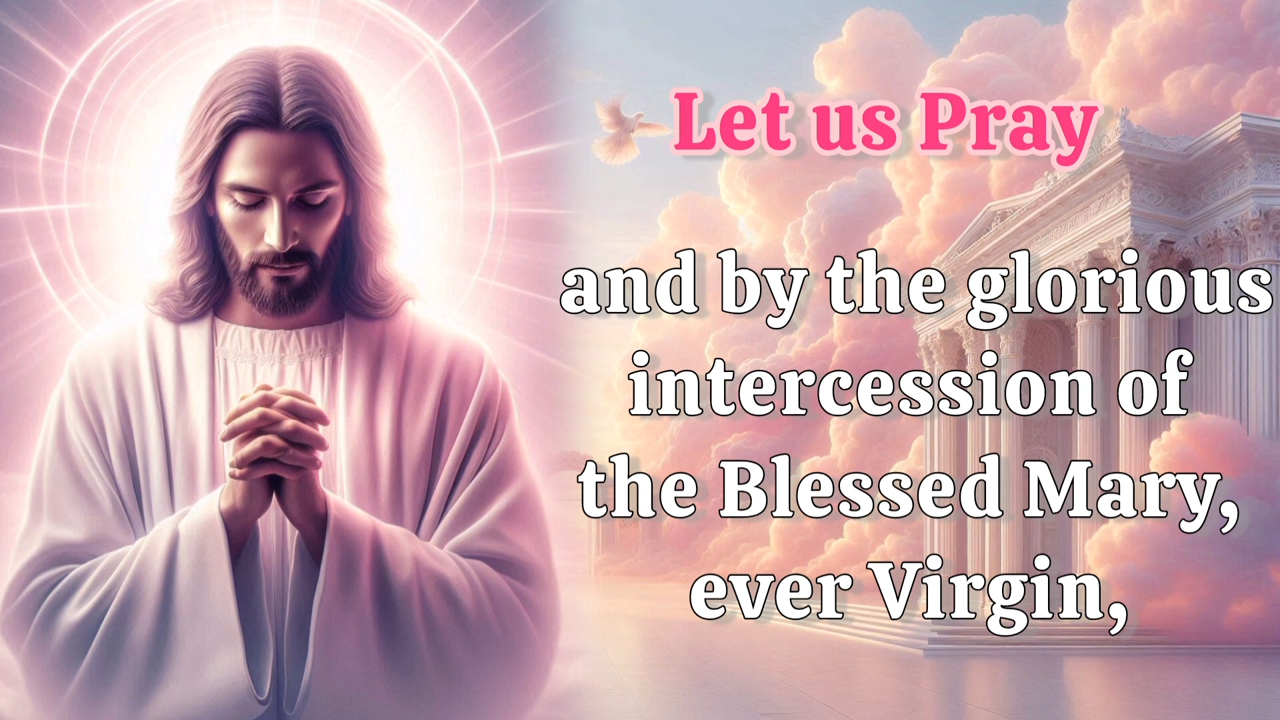 Let us Pray
and by the glorious
intercession of
the Blessed Mary,
ever Virgin,